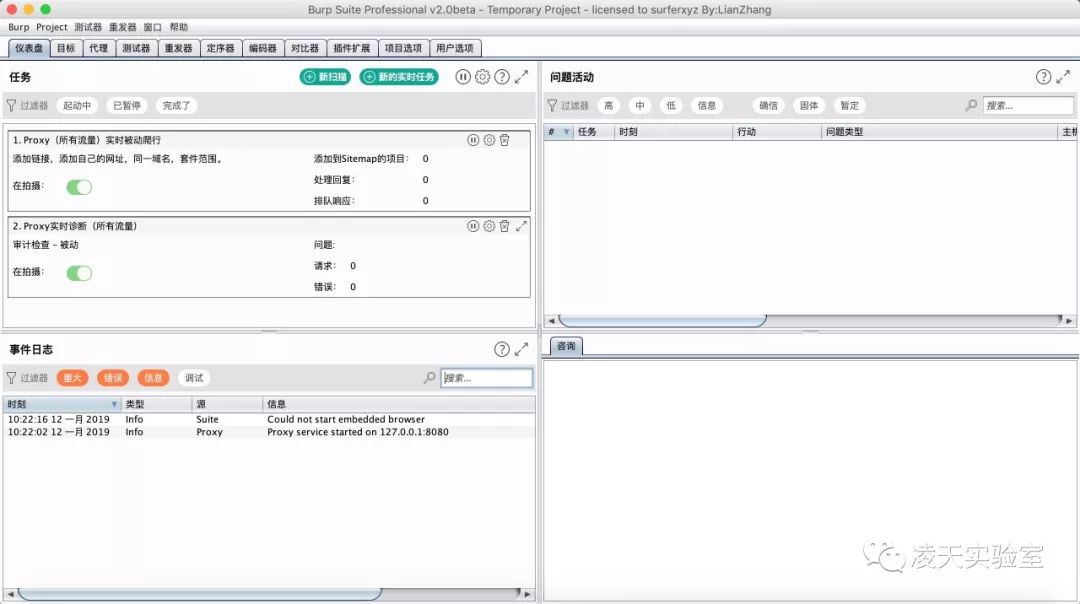 Burp Suite Professional v2.0beta - Temporary Project - licensed to surferxyz By:LianZhang
Burp Project 测试器 重发器 窗口 帮助
仪表盘 目标 代理 测试器 重发器 定序器 编码器 对比器 插件扩展 项目选项 用户选项
任务
新扫描 新的实时任务
过滤器 起动中 已暂停 完成了
1. Proxy（所有流量）实时被动爬行
添加链接，添加自己的网址，同一域名，套件范围。
添加到Sitemap的项目： 0
处理回复： 0
在拍摄：
排队响应： 0
2. Proxy实时诊断（所有流量）
审计检查 – 被动
问题:
请求： 0
在拍摄：
错误： 0
事件日志
过滤器 重大 错误 信息 调试
搜索...
时刻 类型 源 信息
10:22:16 12 一月 2019 Info Suite Could not start embedded browser
10:22:02 12 一月 2019 Info Proxy Proxy service started on 127.0.0.1:8080
问题活动
过滤器 高 中 低 信息 确信 固体 暂定
搜索...
# 任务 时刻 行动 问题类型 主机
咨询
凌天实验室